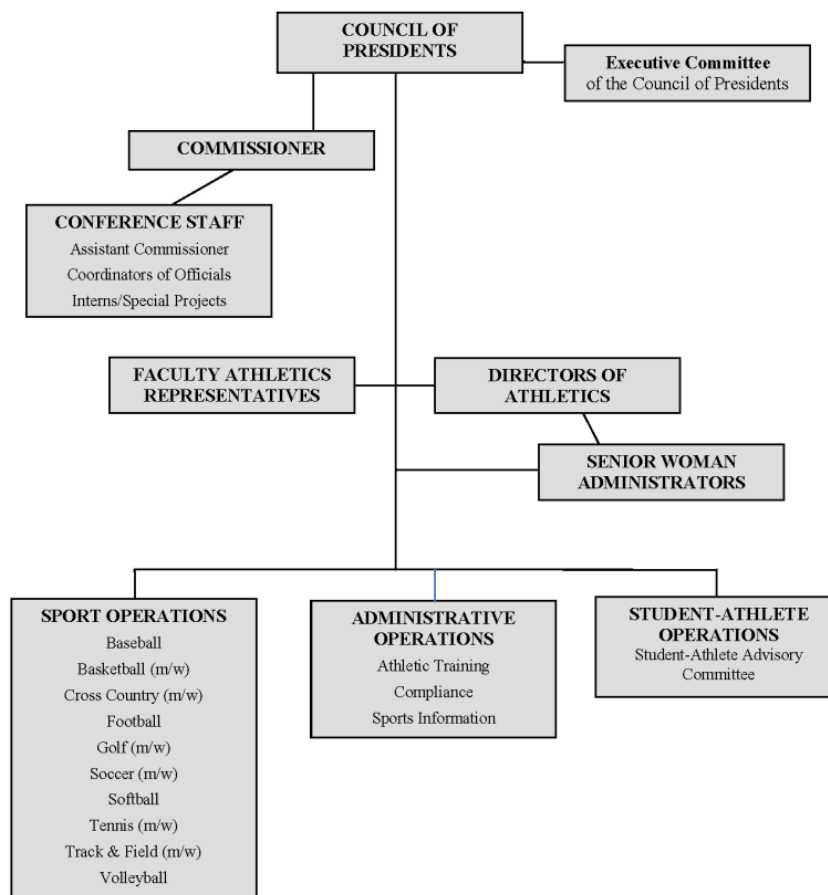 COUNCIL OF
PRESIDENTS
Executive Committee
of the Council of Presidents
COMMISSIONER
CONFERENCE STAFF
Assistant Commissioner
Coordinators of Officials
Interns/Special Projects
FACULTY ATHLETICS
REPRESENTATIVES
DIRECTORS OF
ATHLETICS
SENIOR WOMAN
ADMINISTRATORS
SPORT OPERATIONS
Baseball
Basketball (m/w)
Cross Country (m/w)
Football
Golf (m/w)
Soccer (m/w)
Softball
Tennis (m/w)
Track & Field (m/w)
Volleyball
ADMINISTRATIVE
OPERATIONS
Athletic Training
Compliance
Sports Information
STUDENT-ATHLETE
OPERATIONS
Student-Athlete Advisory
Committee